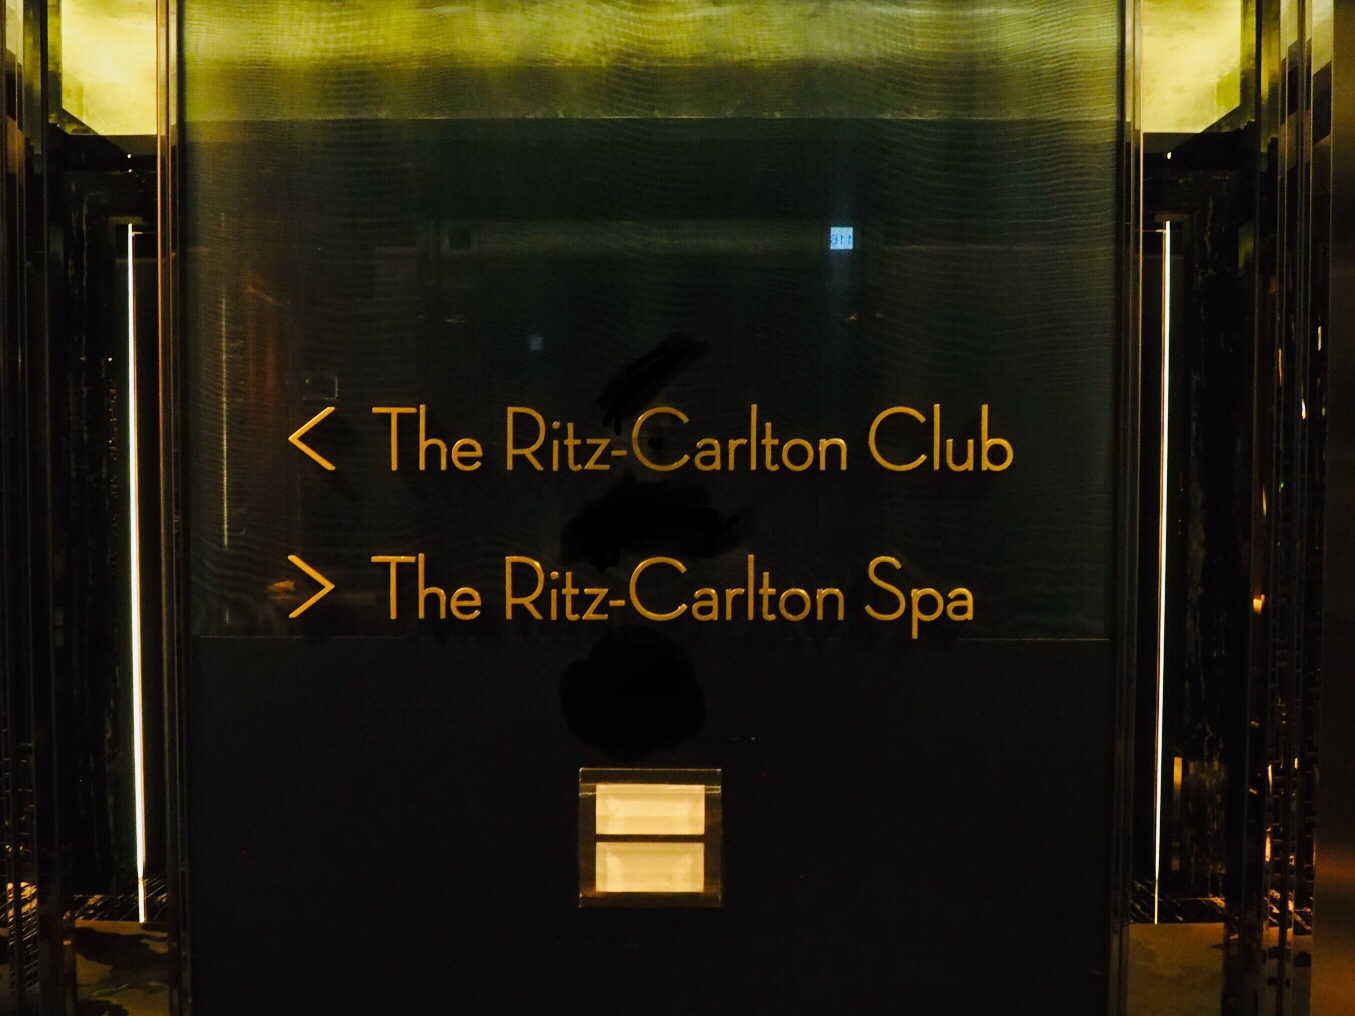 < The Ritz-Carlton Club
> The Ritz-Carlton Spa